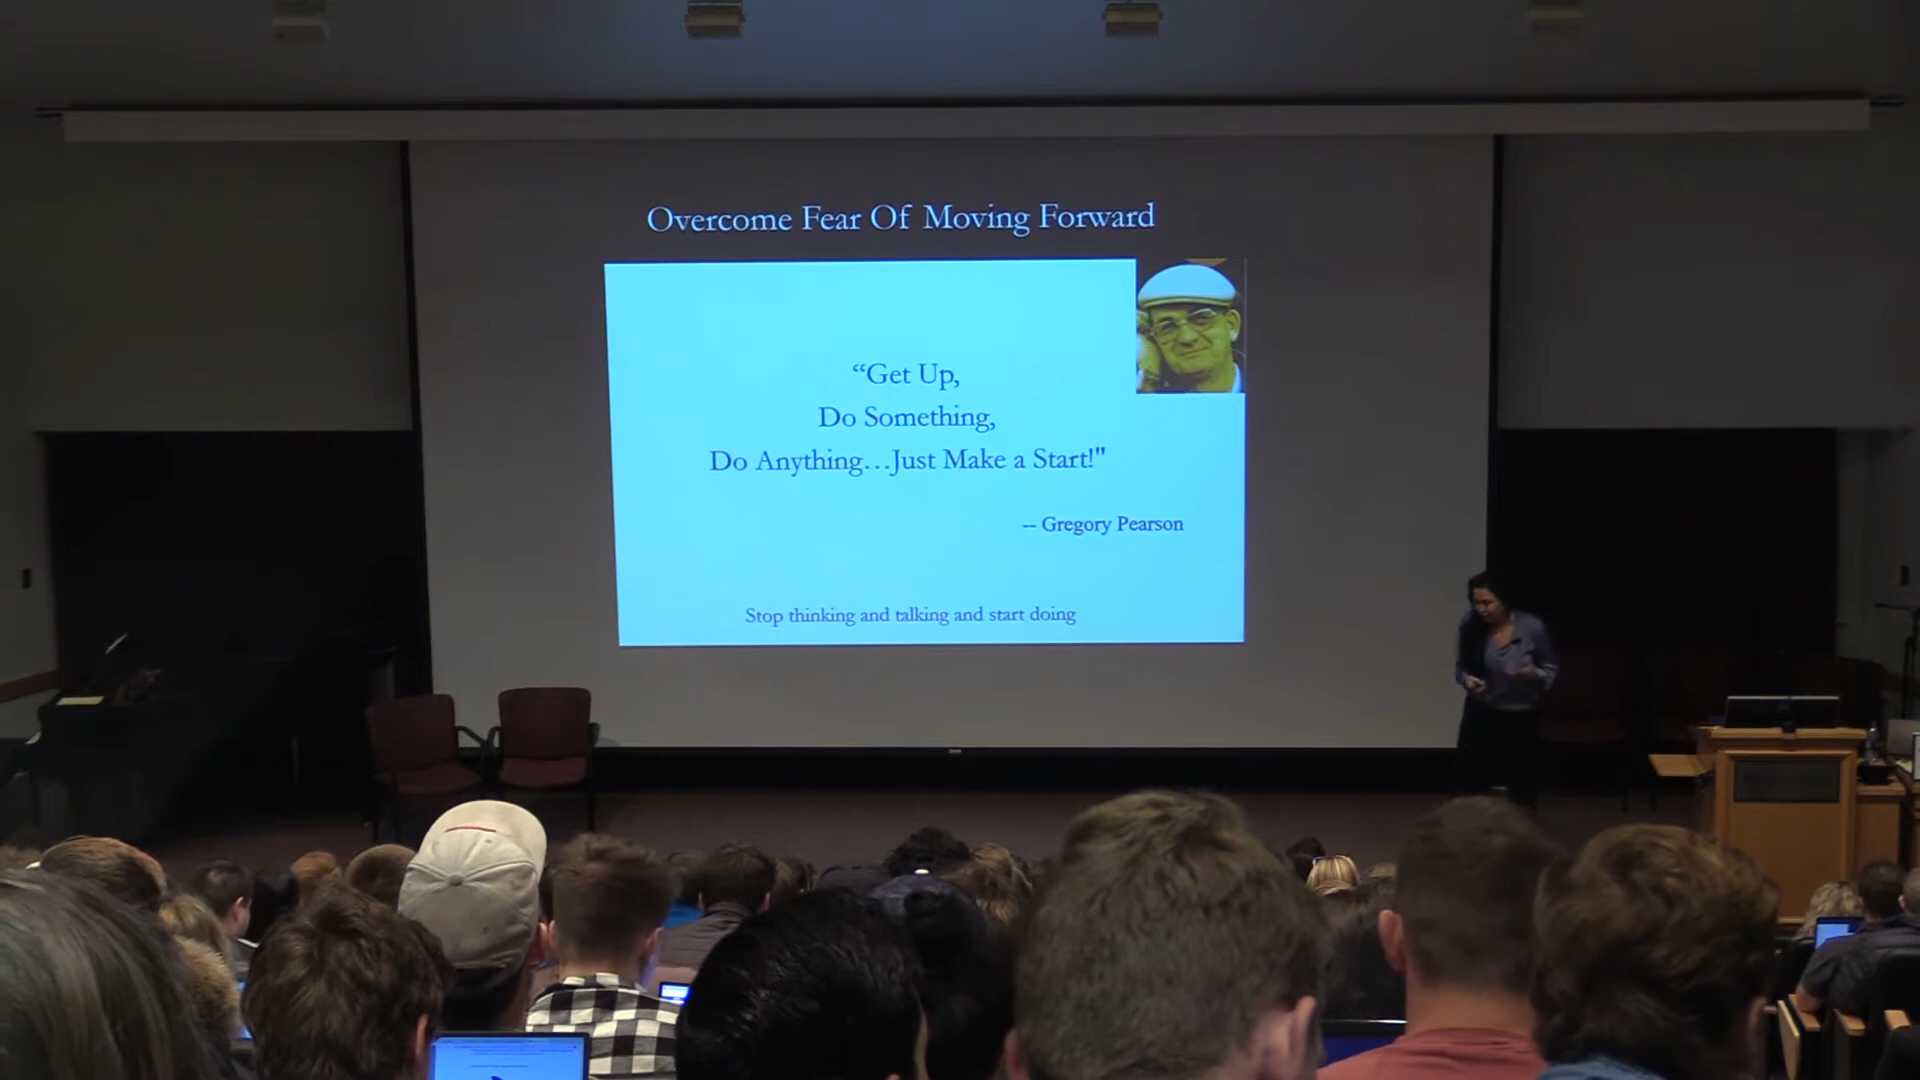 Overcome Fear Of Moving Forward
“Get Up,
Do Something,
Do Anything…Just Make a Start!"
-- Gregory Pearson
Stop thinking and talking and start doing